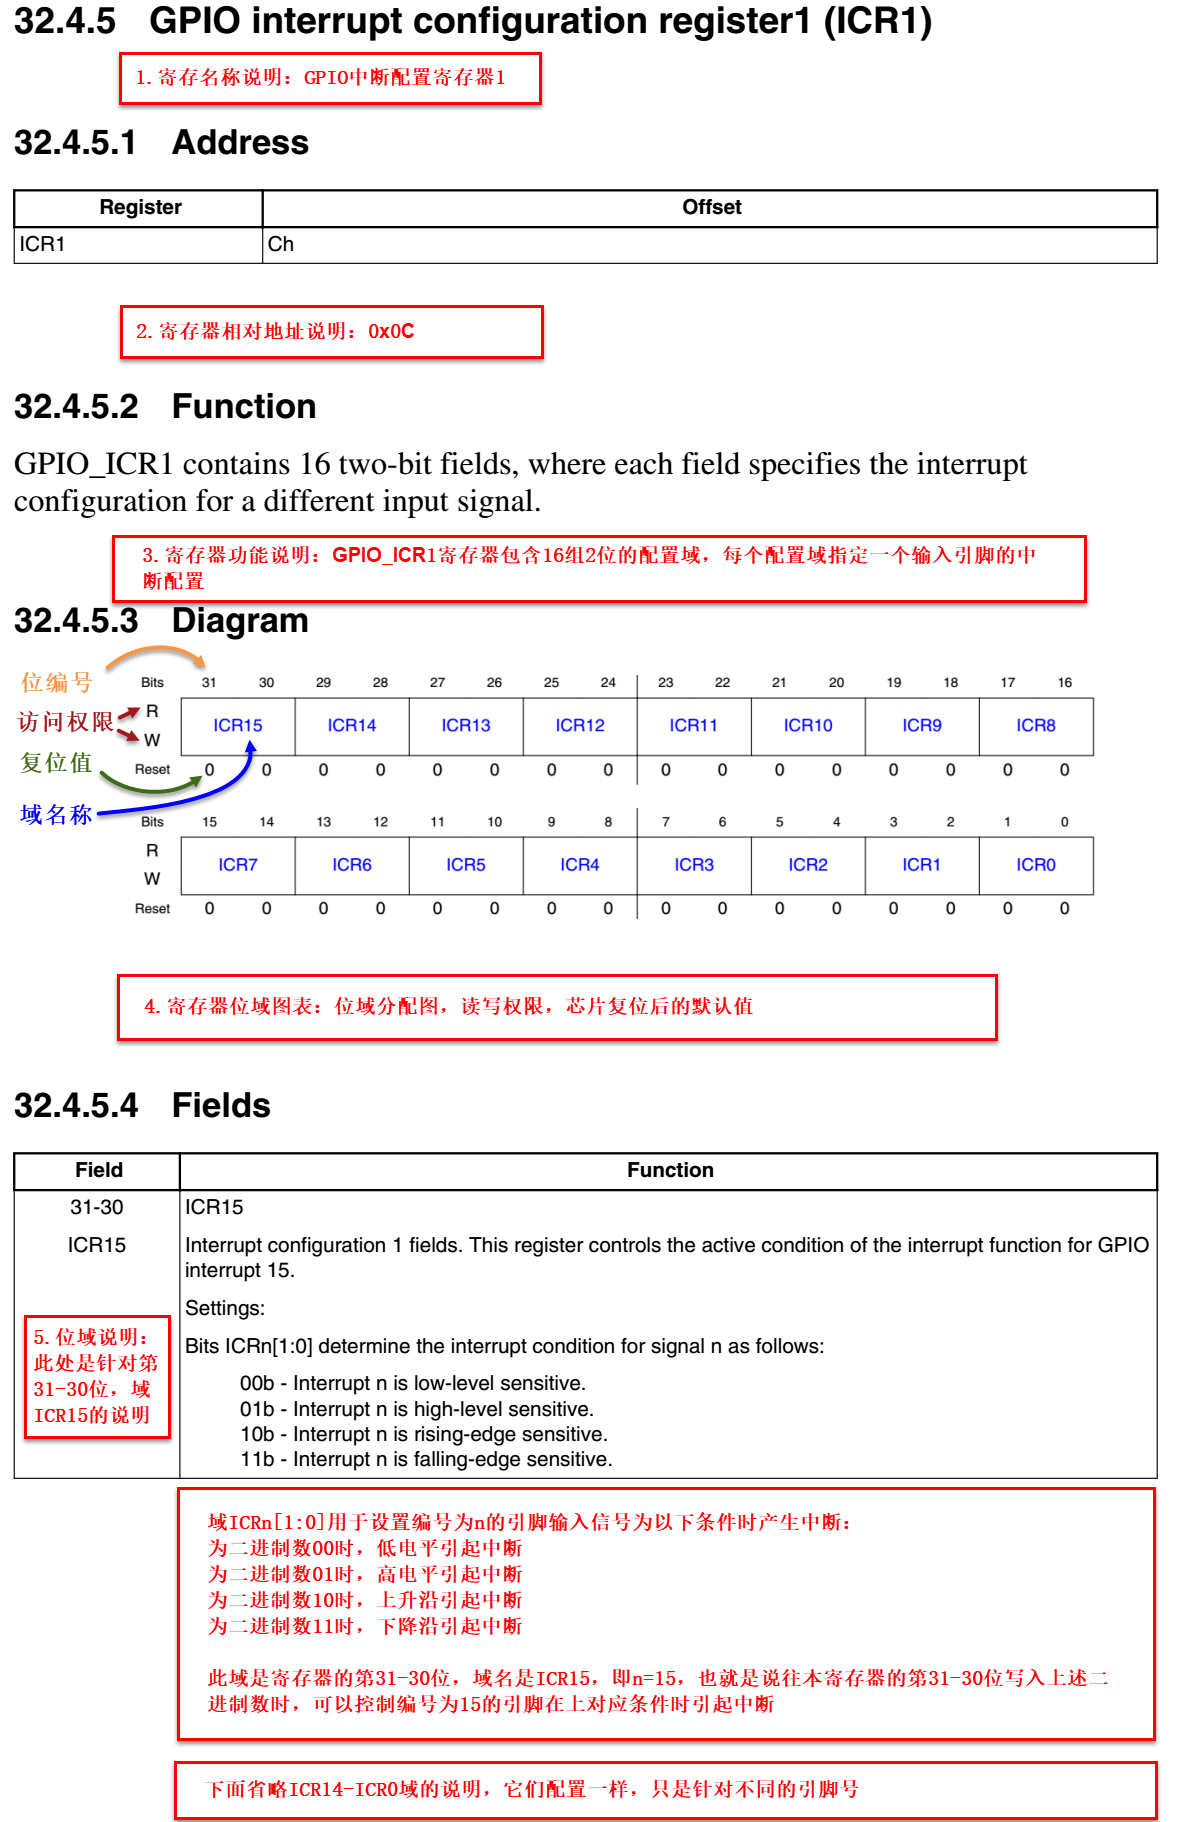 32.4.5 GPIO interrupt configuration register1 (ICR1)
1.寄存名称说明：GPIO中断配置寄存器1
32.4.5.1 Address
Register Offset
ICR1 Ch
2.寄存器相对地址说明：0x0C
32.4.5.2 Function
GPIO_ICR1 contains 16 two-bit fields, where each field specifies the interrupt
configuration for a different input signal.
3.寄存器功能说明：GPIO_ICR1寄存器包含16组2位的配置域，每个配置域指定一个输入引脚的中
断配置
32.4.5.3 Diagram
位编号 Bits 31 30 29 28 27 26 25 24 23 22 21 20 19 18 17 16
访问权限 R
W
ICR15 ICR14 ICR13 ICR12 ICR11 ICR10 ICR9 ICR8
复位值 Reset 0 0 0 0 0 0 0 0 0 0 0 0 0 0 0 0
域名称
Bits 15 14 13 12 11 10 9 8 7 6 5 4 3 2 1 0
R
W
ICR7 ICR6 ICR5 ICR4 ICR3 ICR2 ICR1 ICR0
Reset 0 0 0 0 0 0 0 0 0 0 0 0 0 0 0 0
4.寄存器位域图表：位域分配图，读写权限，芯片复位后的默认值
32.4.5.4 Fields
Field Function
31-30
ICR15
5.位域说明：
此处是针对第
31-30位，域
ICR15的说明
ICR15
Interrupt configuration 1 fields. This register controls the active condition of the interrupt function for GPIO
interrupt 15.
Settings:
Bits ICRn[1:0] determine the interrupt condition for signal n as follows:
00b - Interrupt n is low-level sensitive.
01b - Interrupt n is high-level sensitive.
10b - Interrupt n is rising-edge sensitive.
11b - Interrupt n is falling-edge sensitive.
域ICRn[1:0]用于设置编号为n的引脚输入信号为以下条件时产生中断：
为二进制数00时，低电平引起中断
为二进制数01时，高电平引起中断
为二进制数10时，上升沿引起中断
为二进制数11时，下降沿引起中断
此域是寄存器的第31-30位，域名是ICR15，即n=15，也就是说往本寄存器的第31-30位写入上述二
进制数时，可以控制编号为15的引脚在上对应条件时引起中断
下面省略ICR14-ICR0域的说明，它们配置一样，只是针对不同的引脚号